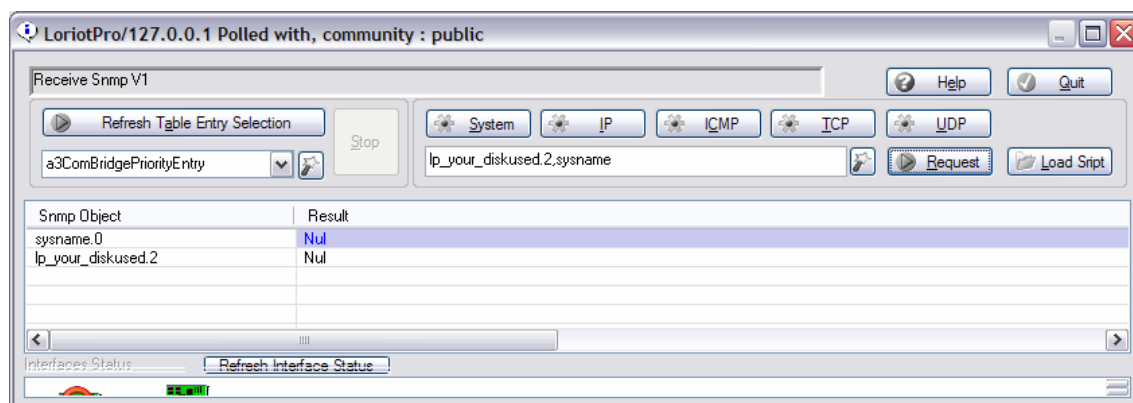 LoriotPro/127.0.0.1 Polled with, community : public
Receive Snmp V1
Help Quit
Refresh Table Entry Selection
Stop
System IP ICMP TCP UDP
a3ComBridgePriorityEntry
lp_your_diskused.2,sysname
Request Load Sript
Snmp Object Result
sysname.0 Nul
lp_your_diskused.2 Nul
Interfaces Status Refresh Interface Status